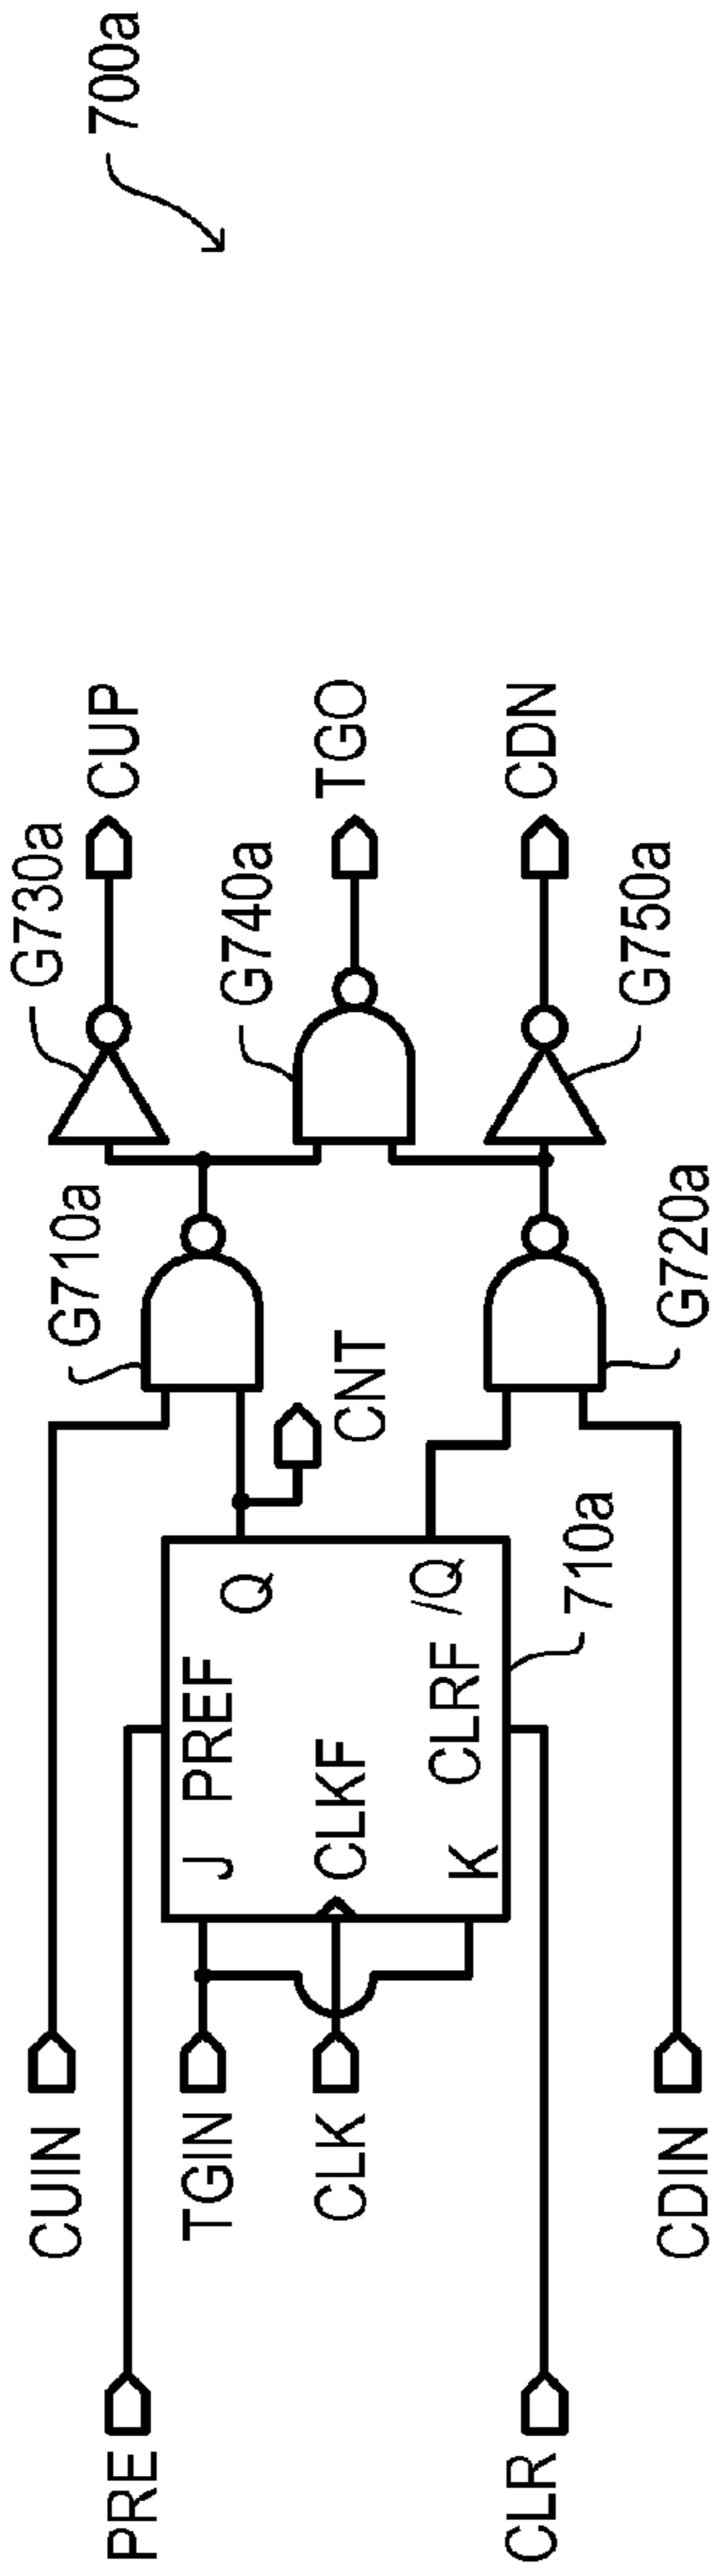 700a
CUP
TGO
CDN
G730a
G740a
G750a
G710a
G720a
CNT
710a
J
PREF
Q
CLKF
K
CLRF
/Q
CUIN
TGIN
CLK
CDIN
PRE
CLR